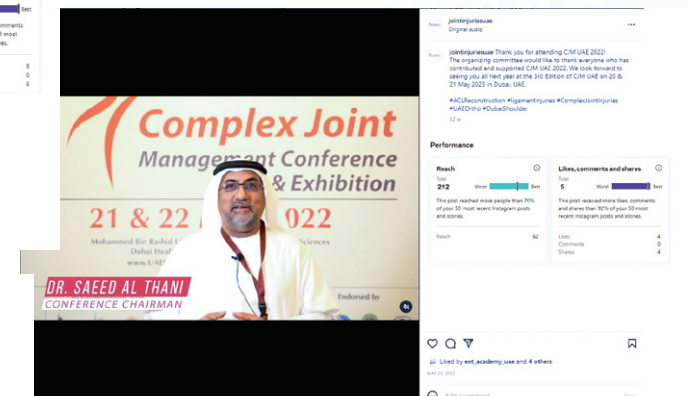 Best
8
0
6
Complex Joint
Management Conference
& Exhibition
21 & 22
2022
Mohammed Bin Rashid
Sciences
Dubai
Endorsed by
DR. SAEED AL THANI
CONFERENCE CHAIRMAN
jointinjuriesuae
Original audio
jointinjuriesuae Thank you for attending CJM UAE 2022!
The organizing committee would like to thank everyone who has
contributed and supported CJM UAE 2022. We look forward to
seeing you all next year at the 3rd Edition of CJM UAE on 20 &
21 May 2023 in Dubai, UAE.
#ACLReconstruction #ligamentinjuries #ComplexJointInjuries
#UAEOrtho #DubaiShoulder
Performance
Reach
Total
212
Worst
Best
This post reached more people than 70%
of your 50 most recent Instagram posts
and stories.
Reach
Likes, comments and shares
Total
5
Worst
Best
This post received more likes, comments
and shares than 92% of your 50 most
recent Instagram posts and stories.
Likes
4
Comments
0
Shares
4
Liked by ent_academy_uae and 4 others
MAY 23, 2022
Add a comment